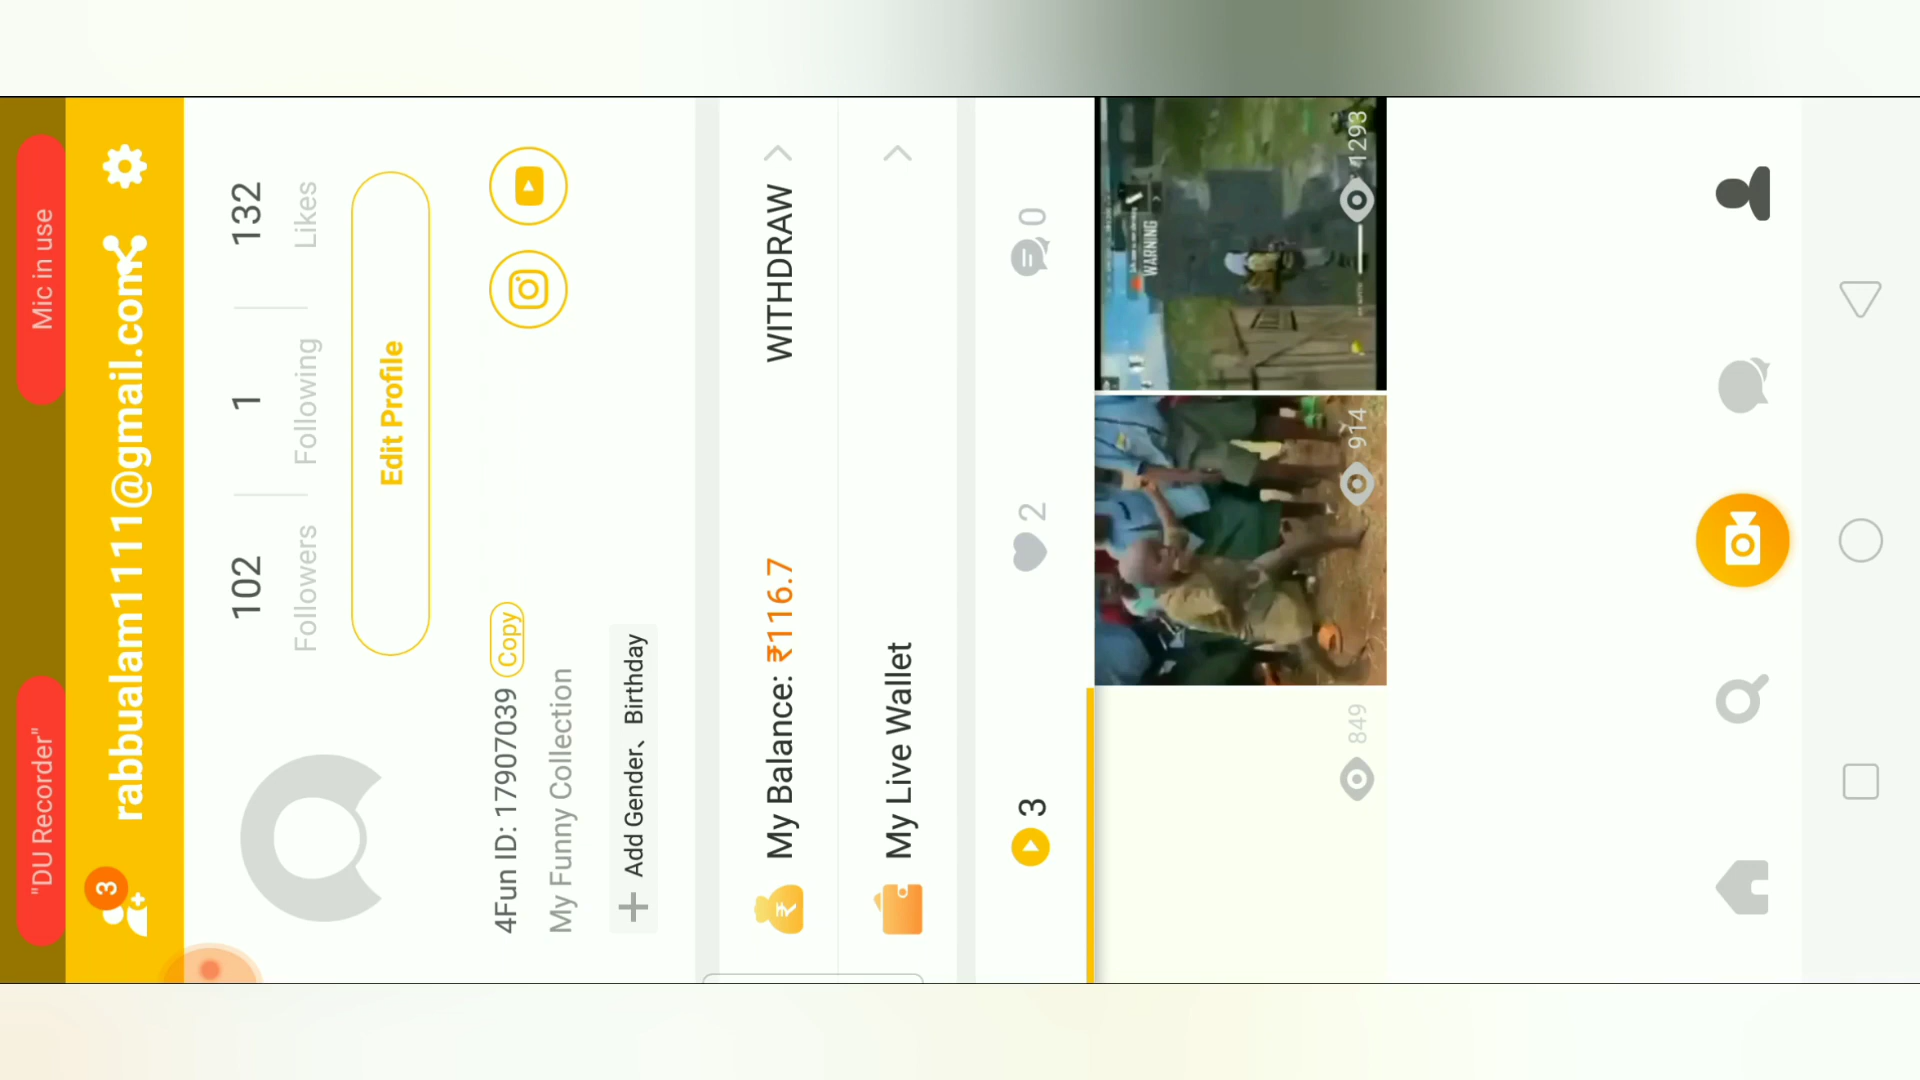 "DU Recorder" Mic in use
3 rabbualam11111@gmail.com
102 1 132
Followers Following Likes
Edit Profile
4Fun ID: 17907039 Copy
My Funny Collection
+ Add Gender、Birthday
My Balance: ₹116.7 WITHDRAW
My Live Wallet
3 2 0
WARNING
849 914 1293